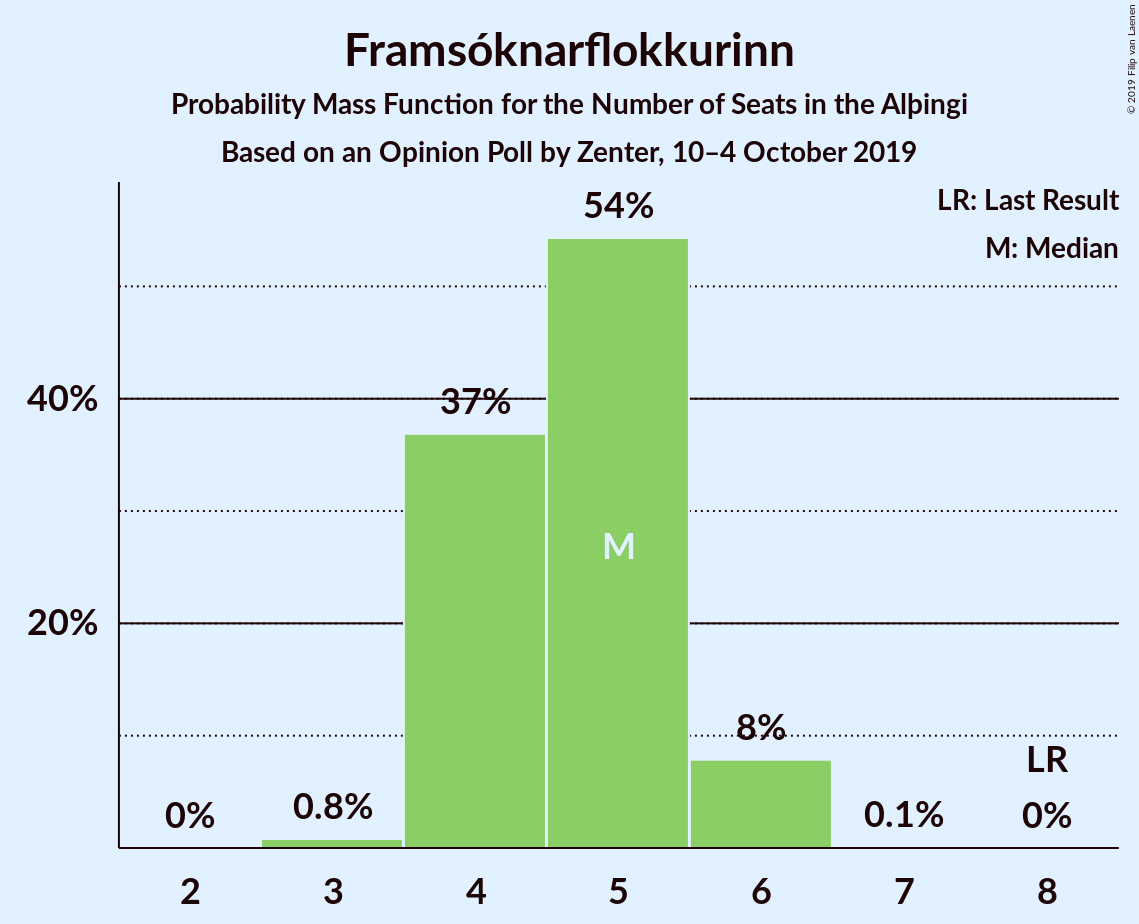 Framsóknarflokkurinn
Probability Mass Function for the Number of Seats in the Alþingi
Based on an Opinion Poll by Zenter, 10–4 October 2019
© 2019 Filip van Laenen
LR: Last Result
M: Median
54%
40%
37%
M
20%
8%
LR
0%
0.8%
0.1%
0%
2
3
4
5
6
7
8